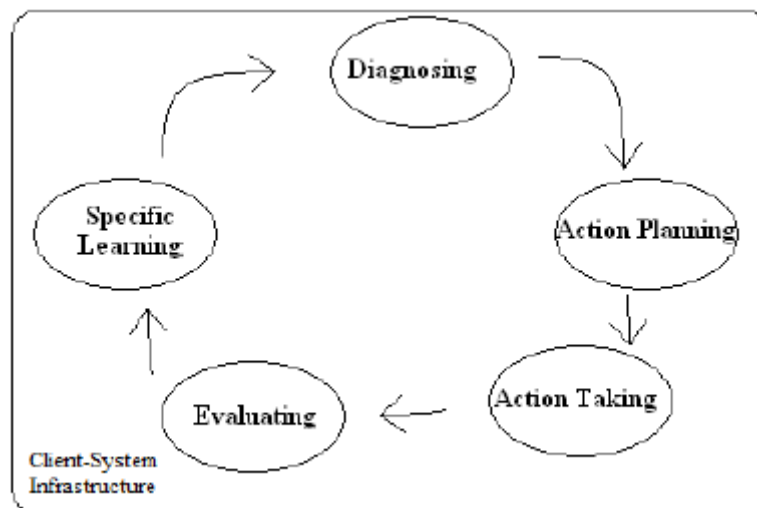 Diagnosing
Action Planning
Action Taking
Evaluating
Specific
Learning
Client-System
Infrastructure